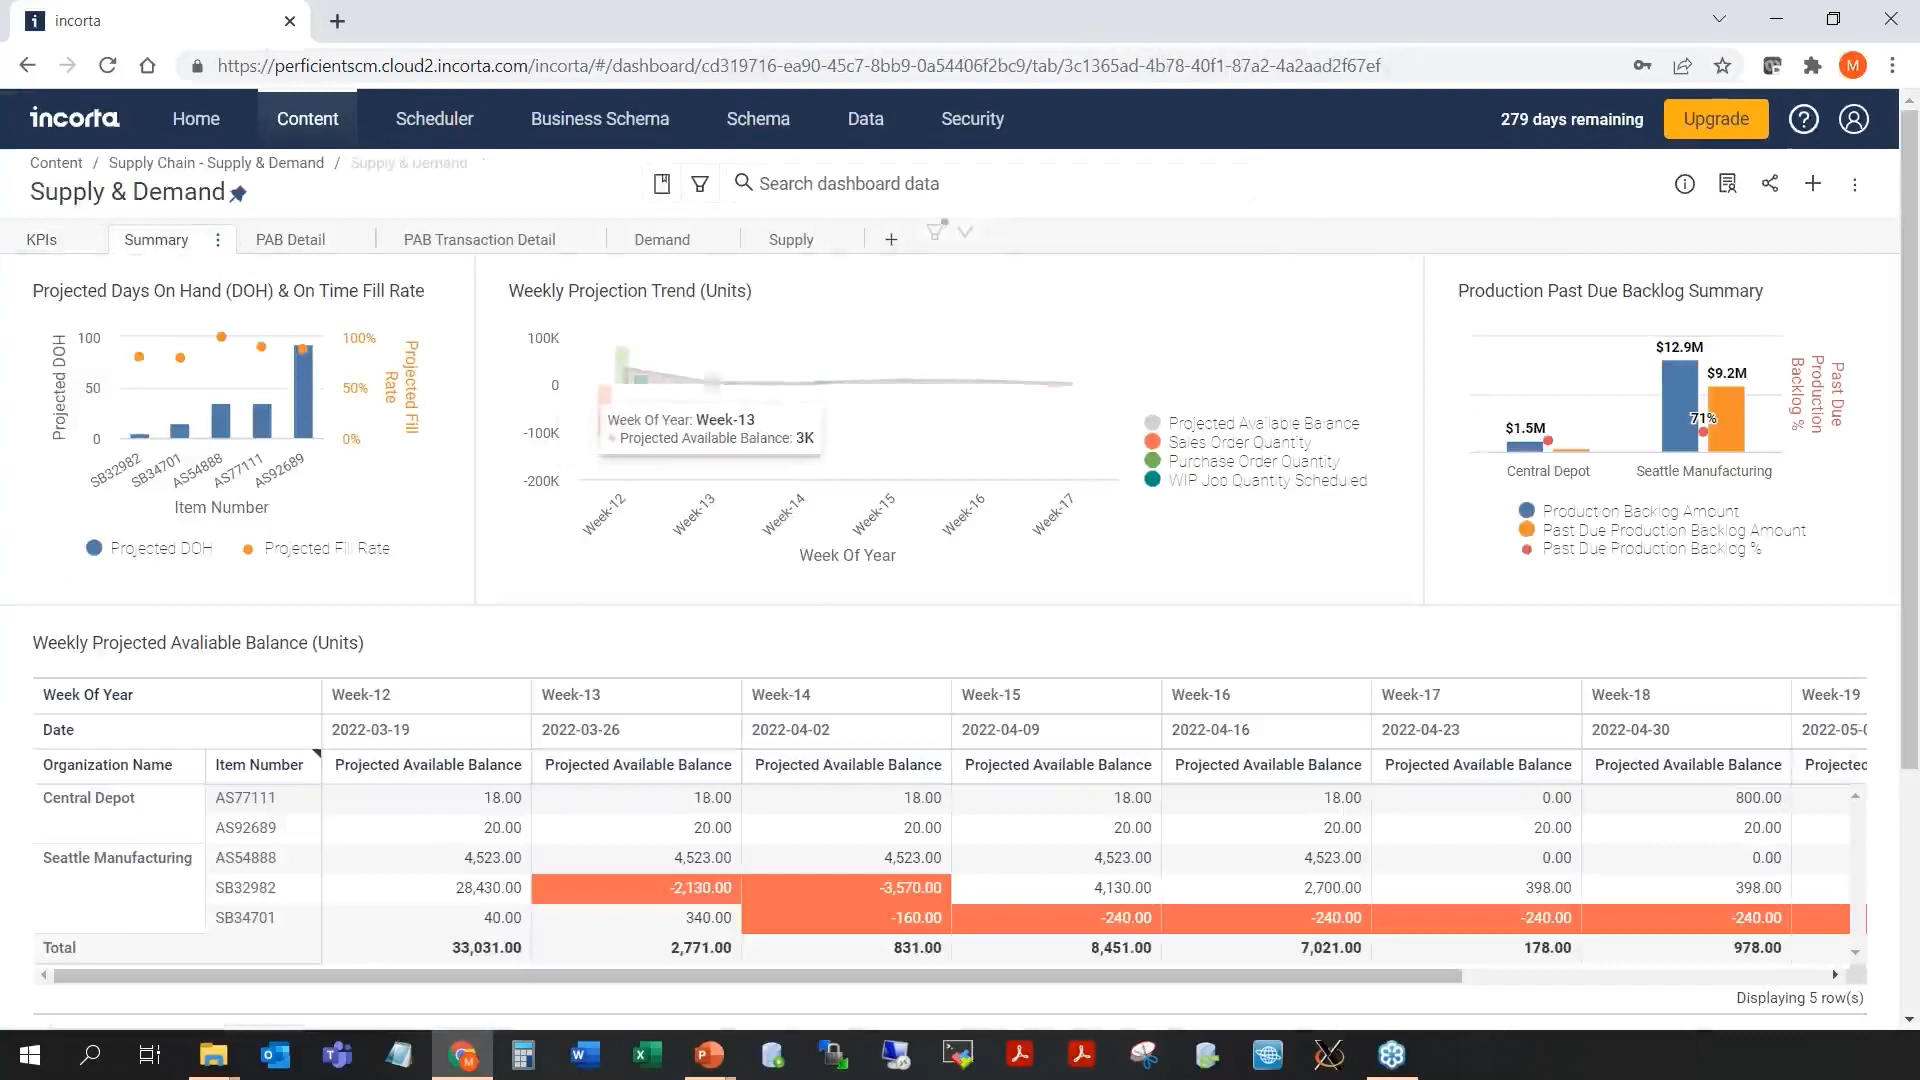 incorta
https://perficientscm.cloud2.incorta.com/incorta/#/dashboard/cd319716-ea90-45c7-8bb9-0a54406f2bc9/tab/3c1365ad-4b78-40f1-87a2-4a2aad2f67ef
M
incorta Home Content Scheduler Business Schema Schema Data Security 279 days remaining Upgrade
Content / Supply Chain - Supply & Demand / Supply & Demand
Supply & Demand
Search dashboard data
KPIs Summary PAB Detail PAB Transaction Detail Demand Supply
Projected Days On Hand (DOH) & On Time Fill Rate
Projected DOH
100
50
0
100%
50%
0%
Projected Fill
Rate
SB32982 SB34701 AS54888 AS77111 AS92689
Item Number
Projected DOH Projected Fill Rate
Weekly Projection Trend (Units)
100K
0
-100K
-200K
Week Of Year: Week-13
Projected Available Balance: 3K
Week-12 Week-13 Week-14 Week-15 Week-16 Week-17
Week Of Year
Projected Available Balance
Sales Order Quantity
Purchase Order Quantity
WIP Job Quantity Scheduled
Production Past Due Backlog Summary
$12.9M
$9.2M
71%
$1.5M
Past Due
Production
Backlog %
Central Depot Seattle Manufacturing
Production Backlog Amount
Past Due Production Backlog Amount
Past Due Production Backlog %
Weekly Projected Avaliable Balance (Units)
Week Of Year Week-12 Week-13 Week-14 Week-15 Week-16 Week-17 Week-18 Week-19
Date 2022-03-19 2022-03-26 2022-04-02 2022-04-09 2022-04-16 2022-04-23 2022-04-30 2022-05-0
Organization Name Item Number Projected Available Balance Projected Available Balance Projected Available Balance Projected Available Balance Projected Available Balance Projected Available Balance Projected Available Balance Projected
Central Depot AS77111 18.00 18.00 18.00 18.00 18.00 0.00 800.00
AS92689 20.00 20.00 20.00 20.00 20.00 20.00 20.00
Seattle Manufacturing AS54888 4,523.00 4,523.00 4,523.00 4,523.00 4,523.00 0.00 0.00
SB32982 28,430.00 -2,130.00 -3,570.00 4,130.00 2,700.00 398.00 398.00
SB34701 40.00 340.00 -160.00 -240.00 -240.00 -240.00 -240.00
Total 33,031.00 2,771.00 831.00 8,451.00 7,021.00 178.00 978.00
Displaying 5 row(s)